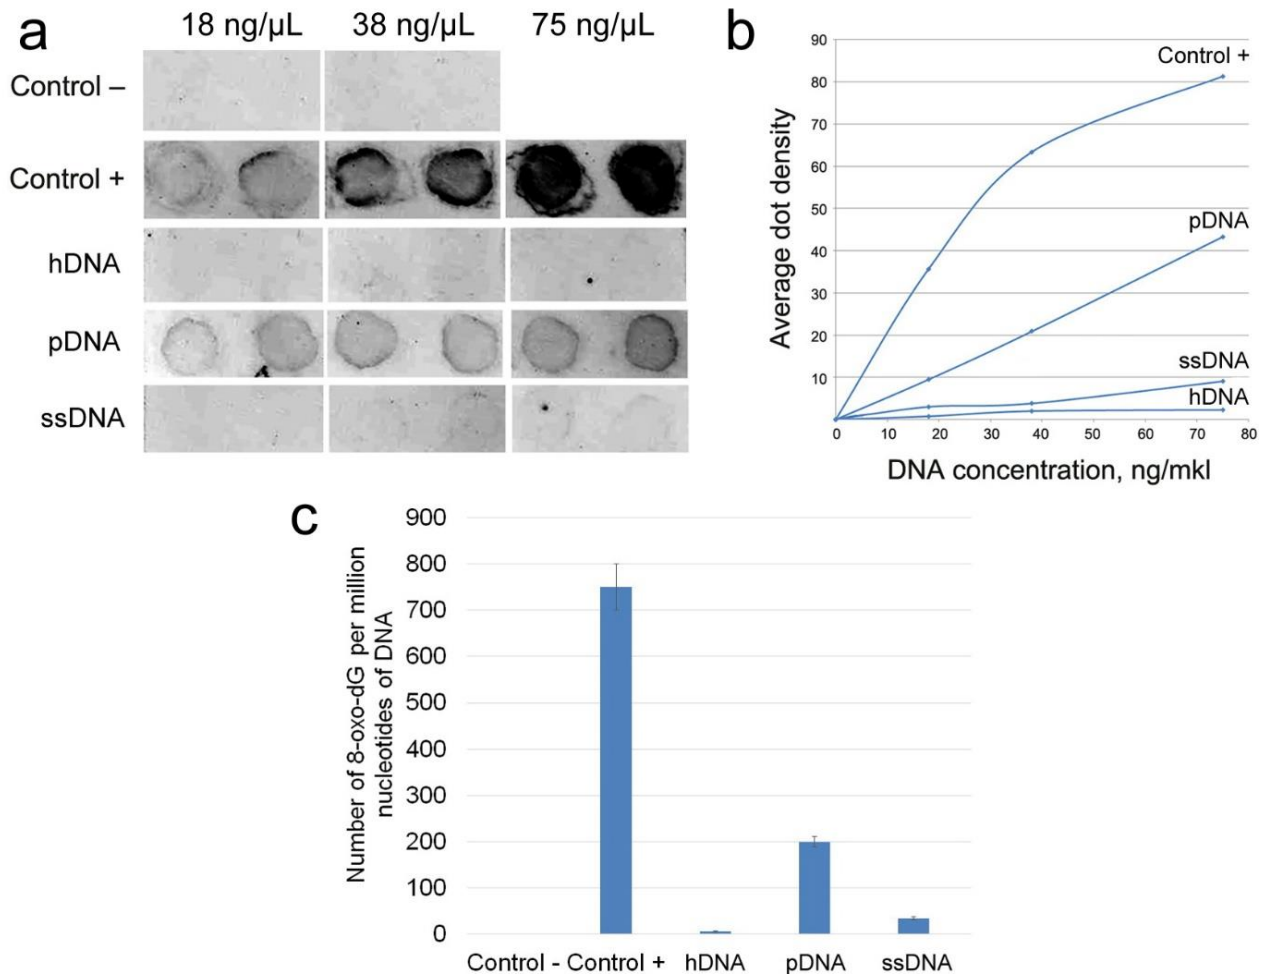 a
18 ng/µL 38 ng/µL 75 ng/µL
Control –
Control +
hDNA
pDNA
ssDNA
b
90
80
70
60
50
40
30
20
10
0 10 20 30 40 50 60 70 80
Average dot density
DNA concentration, ng/mkl
Control +
pDNA
ssDNA
hDNA
c
900
800
700
600
500
400
300
200
100
0
Number of 8-oxo-dG per million
nucleotides of DNA
Control - Control + hDNA pDNA ssDNA